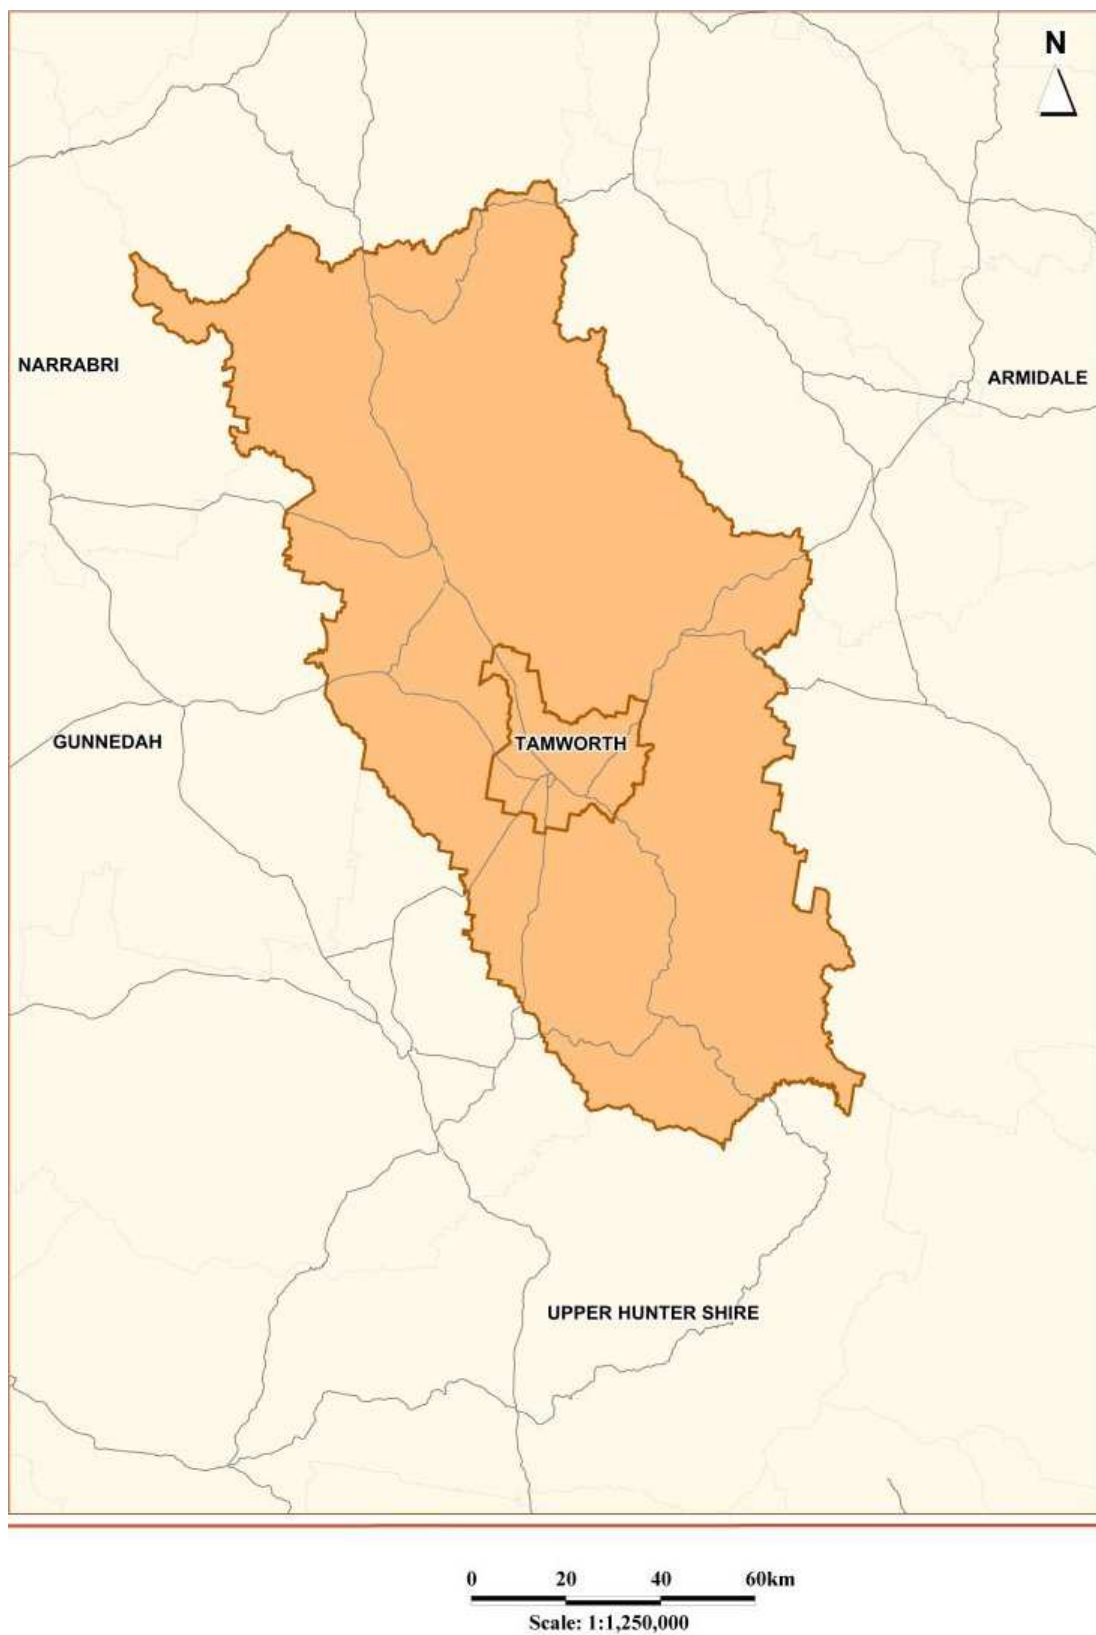 N
NARRABRI
ARMIDALE
GUNNEDAH
TAMWORTH
UPPER HUNTER SHIRE
0 20 40 60km
Scale: 1:1,250,000